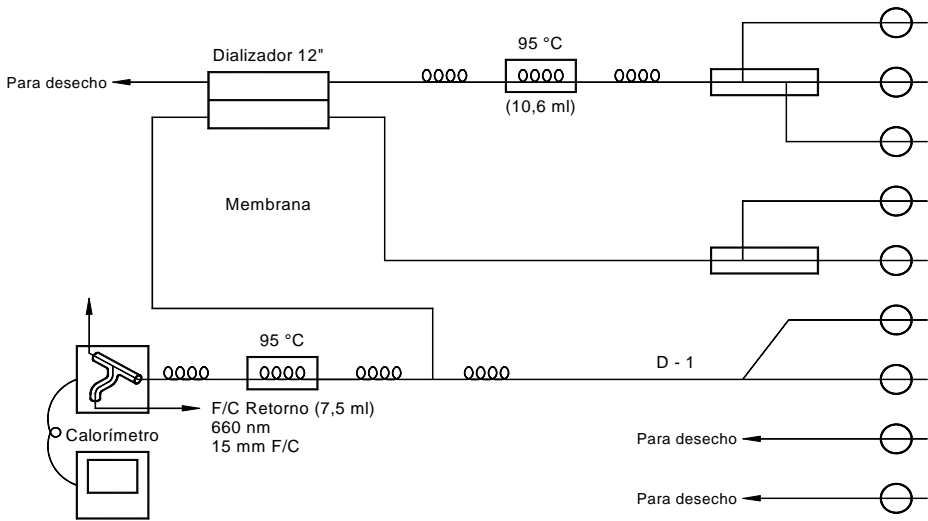 95 °C
Dializador 12"
Para desecho
(10,6 ml)
Membrana
95 °C
D - 1
F/C Retorno (7,5 ml)
660 nm
15 mm F/C
Calorímetro
Para desecho
Para desecho